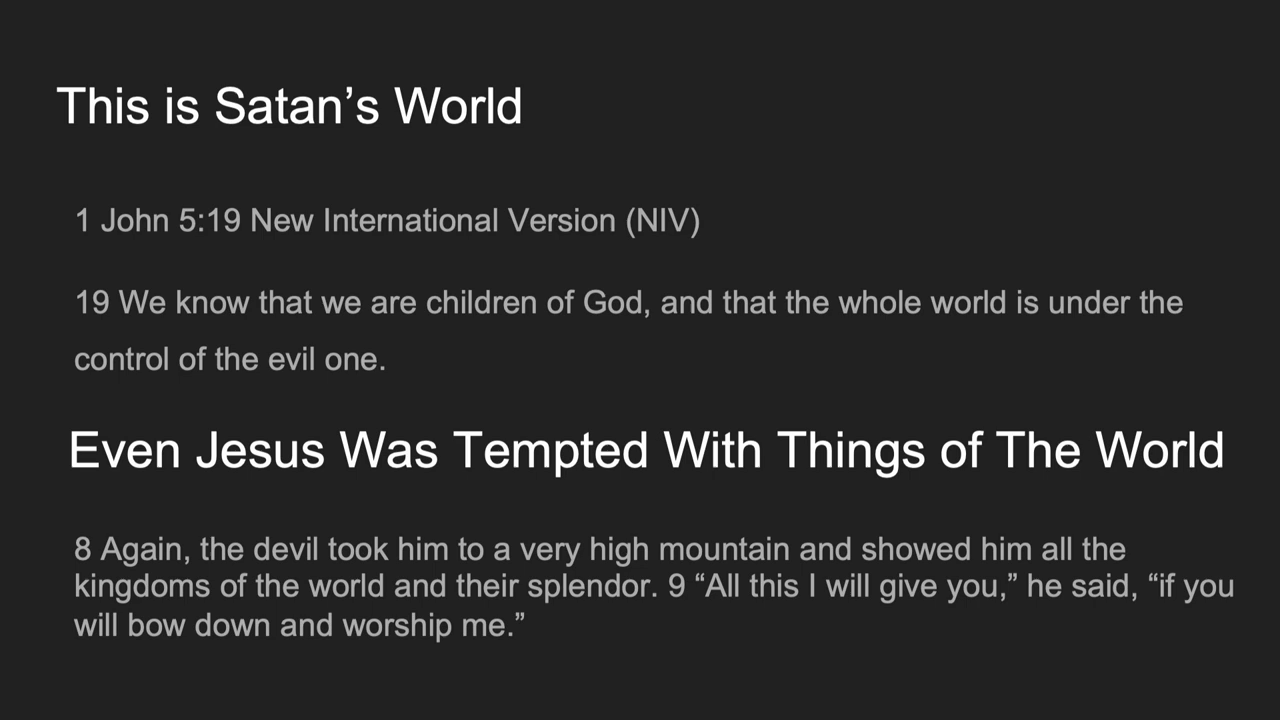 This is Satan’s World
1 John 5:19 New International Version (NIV)
19 We know that we are children of God, and that the whole world is under the
control of the evil one.
Even Jesus Was Tempted With Things of The World
8 Again, the devil took him to a very high mountain and showed him all the
kingdoms of the world and their splendor. 9 “All this I will give you,” he said, “if you
will bow down and worship me.”